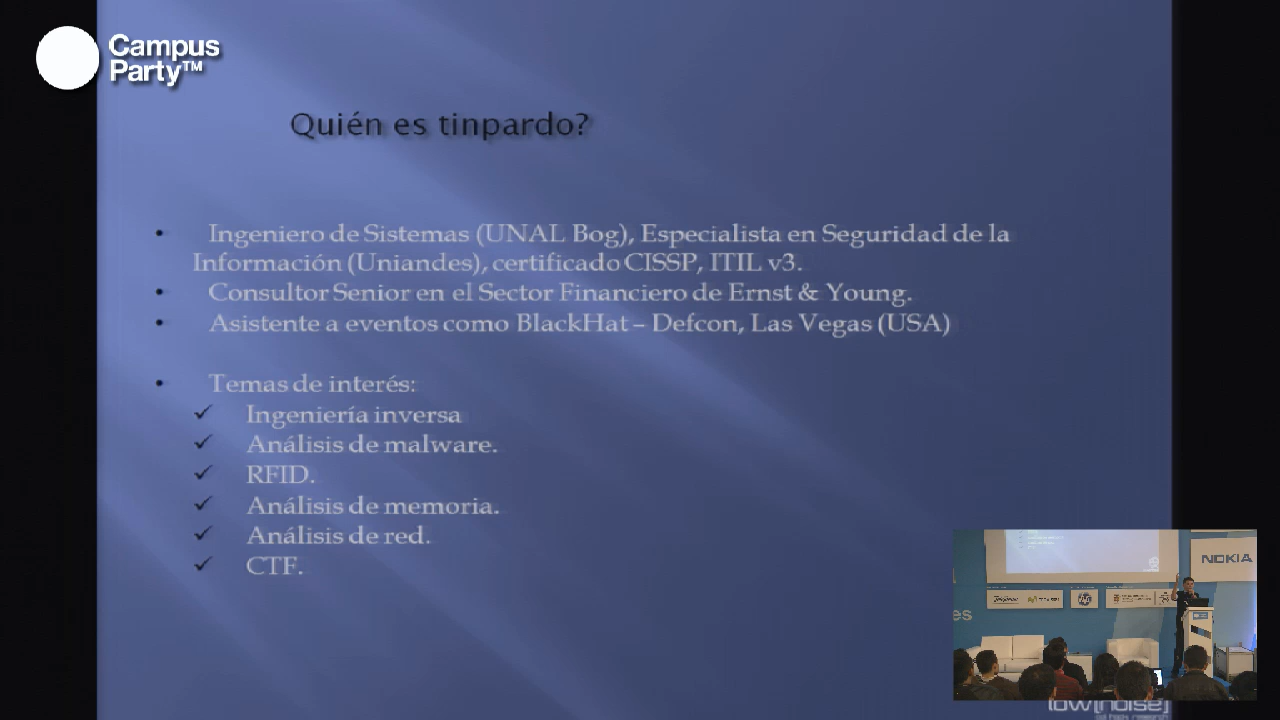 Campus
Party™
Quién es tinpardo?
• Ingeniero de Sistemas (UNAL Bog), Especialista en Seguridad de la
Información (Uniandes), certificado CISSP, ITIL v3.
• Consultor Senior en el Sector Financiero de Ernst & Young.
• Asistente a eventos como BlackHat – Defcon, Las Vegas (USA)
• Temas de interés:
✓ Ingeniería inversa
✓ Análisis de malware.
✓ RFID.
✓ Análisis de memoria.
✓ Análisis de red.
✓ CTF.
NOKIA
hp
es
low[noise]